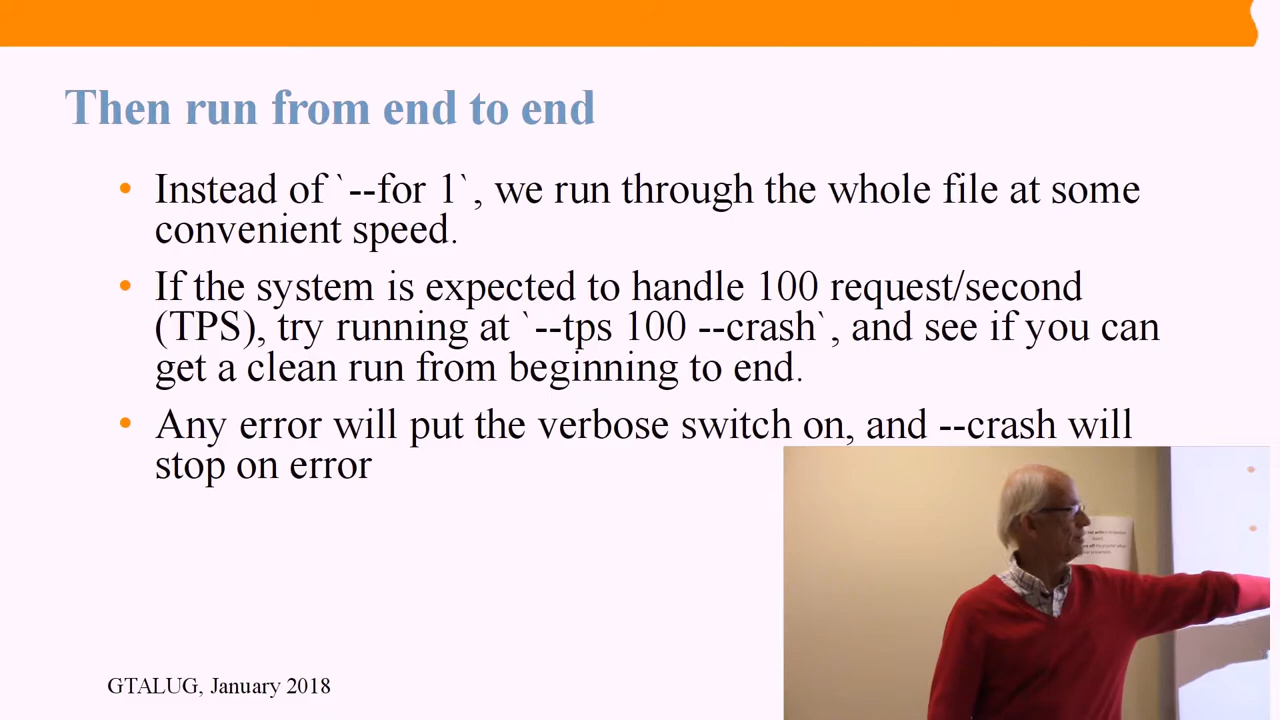 Then run from end to end
• Instead of `--for 1`, we run through the whole file at some
convenient speed.
• If the system is expected to handle 100 request/second
(TPS), try running at `--tps 100 --crash`, and see if you can
get a clean run from beginning to end.
• Any error will put the verbose switch on, and --crash will
stop on error
GTALUG, January 2018